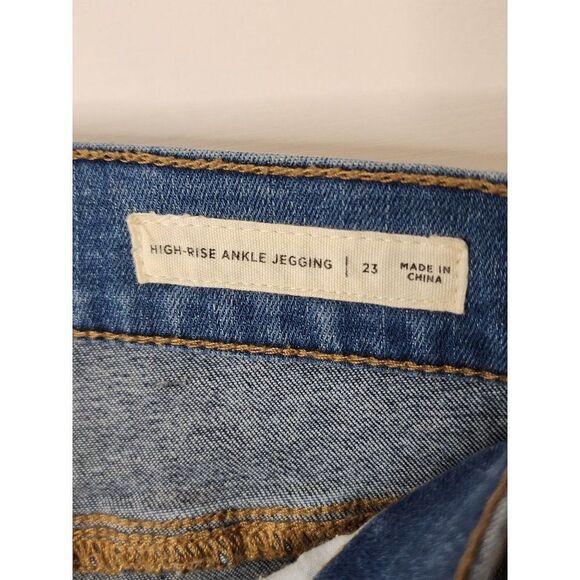 HIGH-RISE ANKLE JEGGING | 23 MADE IN
CHINA